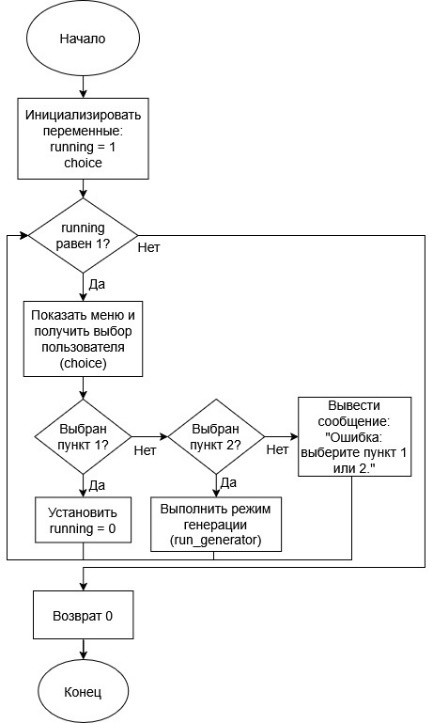 Начало
Инициализировать
переменные:
running = 1
choice
running
равен 1?
Нет
Да
Показать меню и
получить выбор
пользователя
(choice)
Выбран
пункт 1?
Нет
Да
Выбран
пункт 2?
Нет
Да
Вывести
сообщение:
"Ошибка:
выберите пункт 1
или 2."
Установить
running = 0
Выполнить режим
генерации
(run_generator)
Возврат 0
Конец